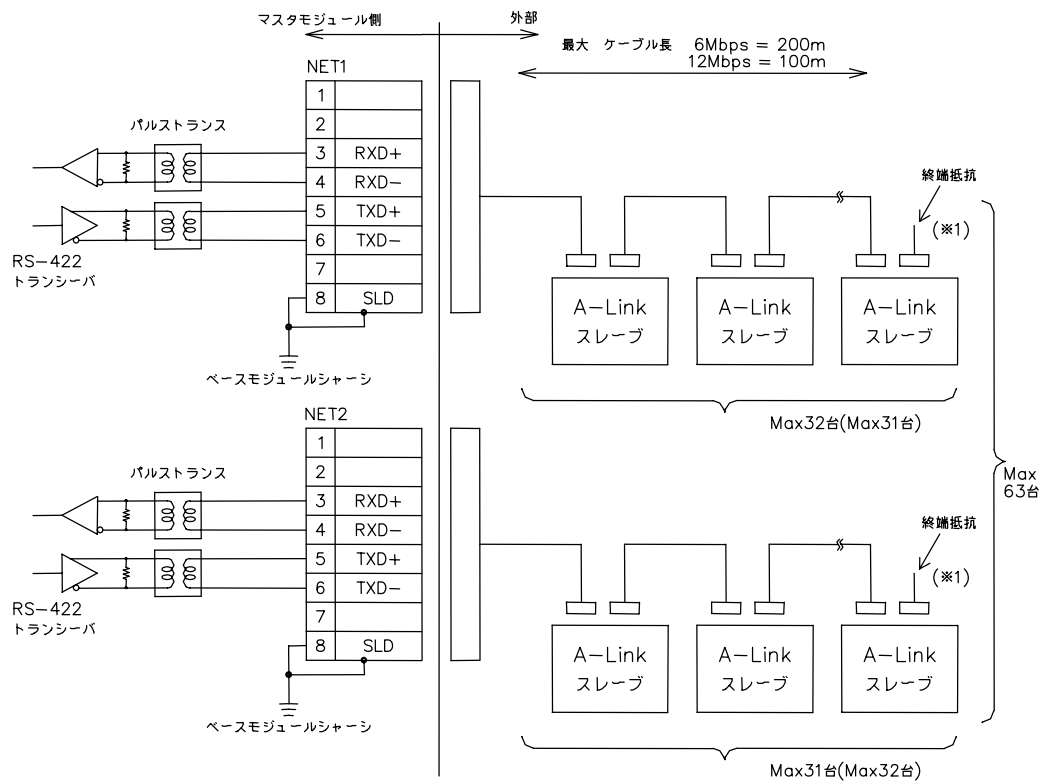 マスタモジュール側
外部
最大 ケーブル長 6Mbps = 200m
12Mbps = 100m
NET1
1
2
3 RXD+
4 RXD−
5 TXD+
6 TXD−
7
8 SLD
パルストランス
RS−422
トランシーバ
ベースモジュールシャーシ
終端抵抗
(※1)
A−Link
スレーブ
A−Link
スレーブ
A−Link
スレーブ
Max32台(Max31台)
NET2
1
2
3 RXD+
4 RXD−
5 TXD+
6 TXD−
7
8 SLD
パルストランス
RS−422
トランシーバ
ベースモジュールシャーシ
終端抵抗
(※1)
A−Link
スレーブ
A−Link
スレーブ
A−Link
スレーブ
Max31台(Max32台)
Max
63台